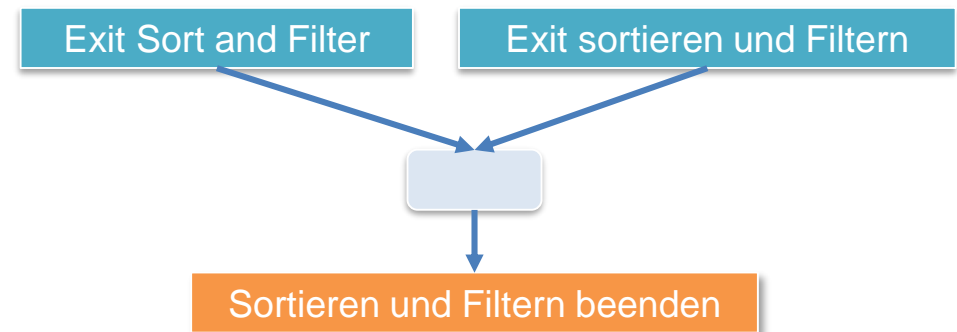 Exit Sort and Filter
Exit sortieren und Filtern
Sortieren und Filtern beenden